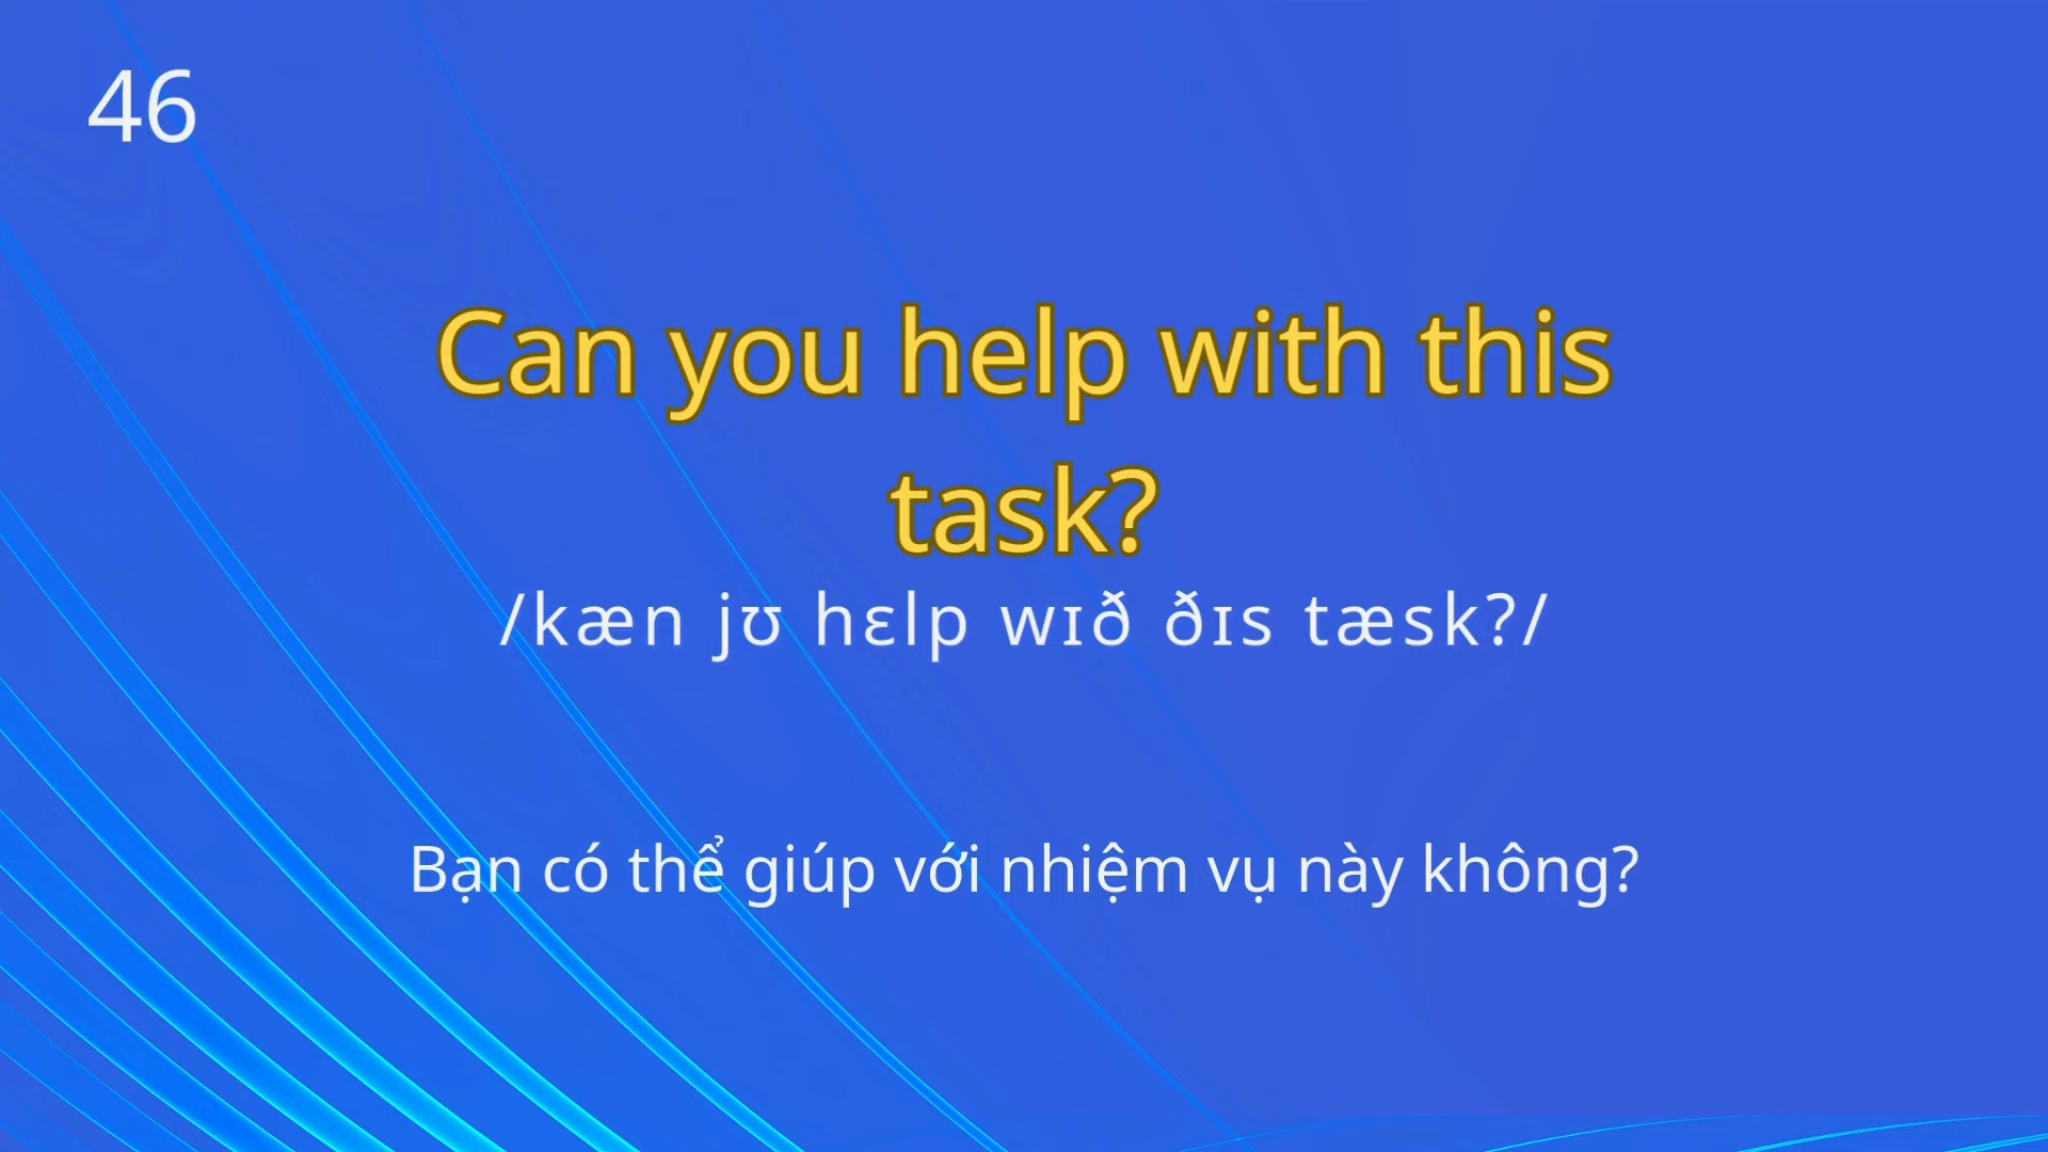 46
Can you help with this
task?
/kæn jʊ hɛlp wɪð ðɪs tæsk?/
Bạn có thể giúp với nhiệm vụ này không?